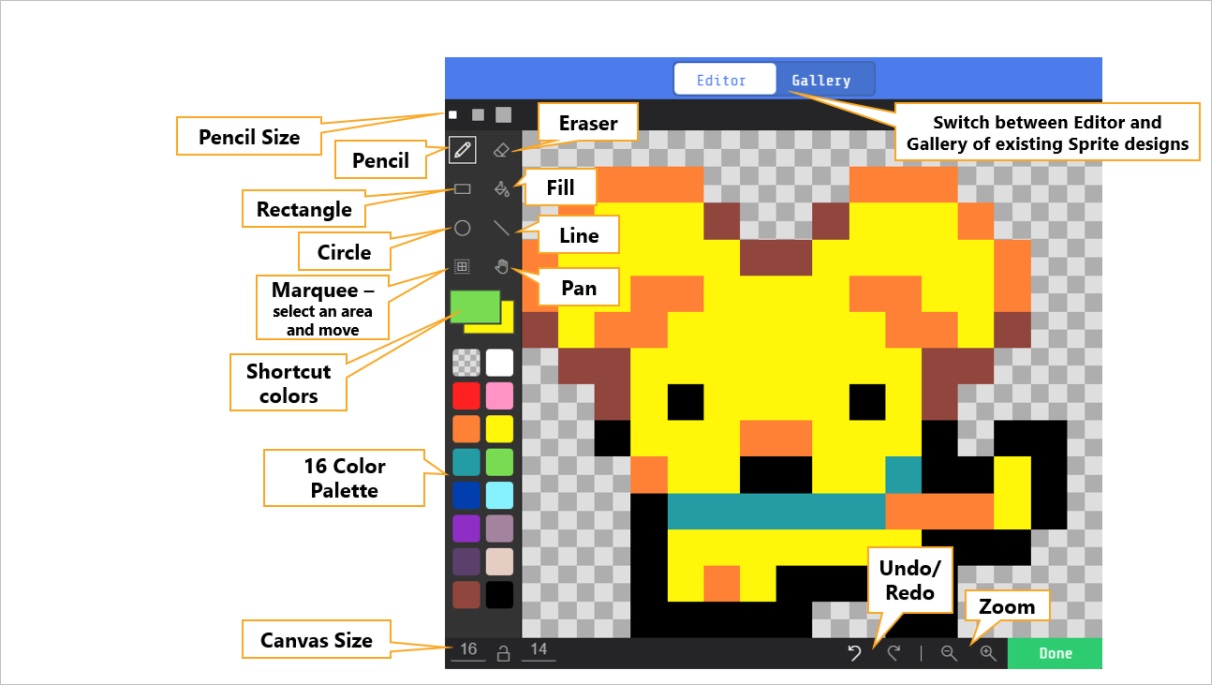 Editor
Gallery
Pencil Size
Eraser
Switch between Editor and
Gallery of existing Sprite designs
Pencil
Fill
Rectangle
Line
Circle
Pan
Marquee –
select an area
and move
Shortcut
colors
16 Color
Palette
Undo/
Redo
Zoom
Canvas Size
16
14
Done